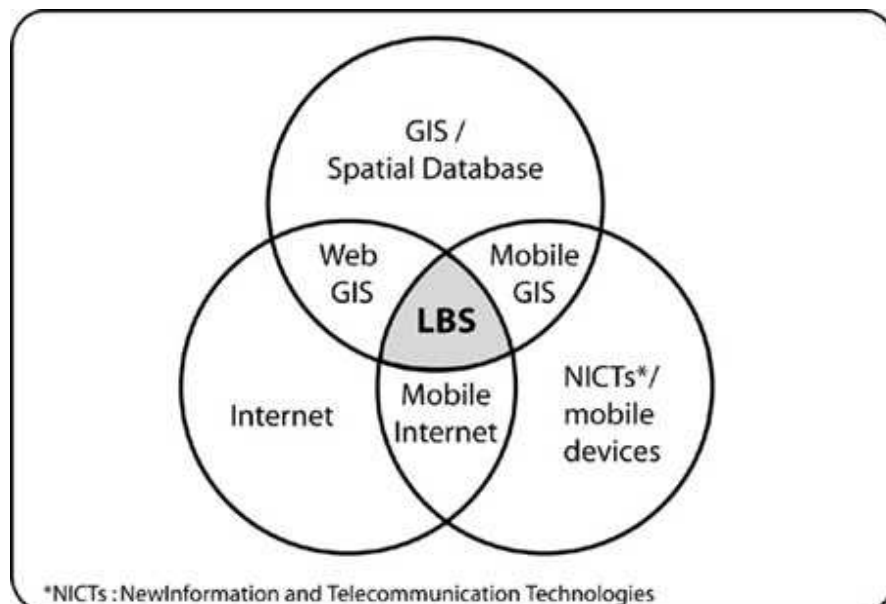 GIS /
Spatial Database
Web
GIS
Mobile
GIS
LBS
Internet
Mobile
Internet
NICTs*/
mobile
devices
*NICTs : NewInformation and Telecommunication Technologies